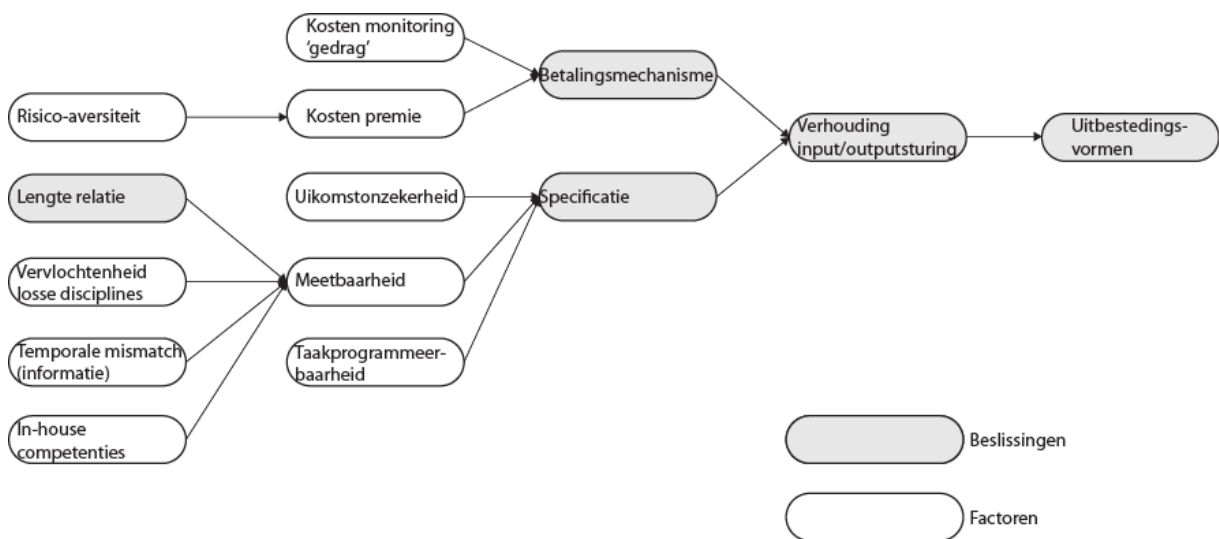 Kosten monitoring
‘gedrag’
Betalingsmechanisme
Risico-aversiteit
Kosten premie
Verhouding
input/outputsturing
Uitbestedings-
vormen
Lengte relatie
Uikomstonzekerheid
Specificatie
Vervlochtenheid
losse disciplines
Meetbaarheid
Temporale mismatch
(informatie)
Taakprogrammeer-
baarheid
In-house
competenties
Beslissingen
Factoren